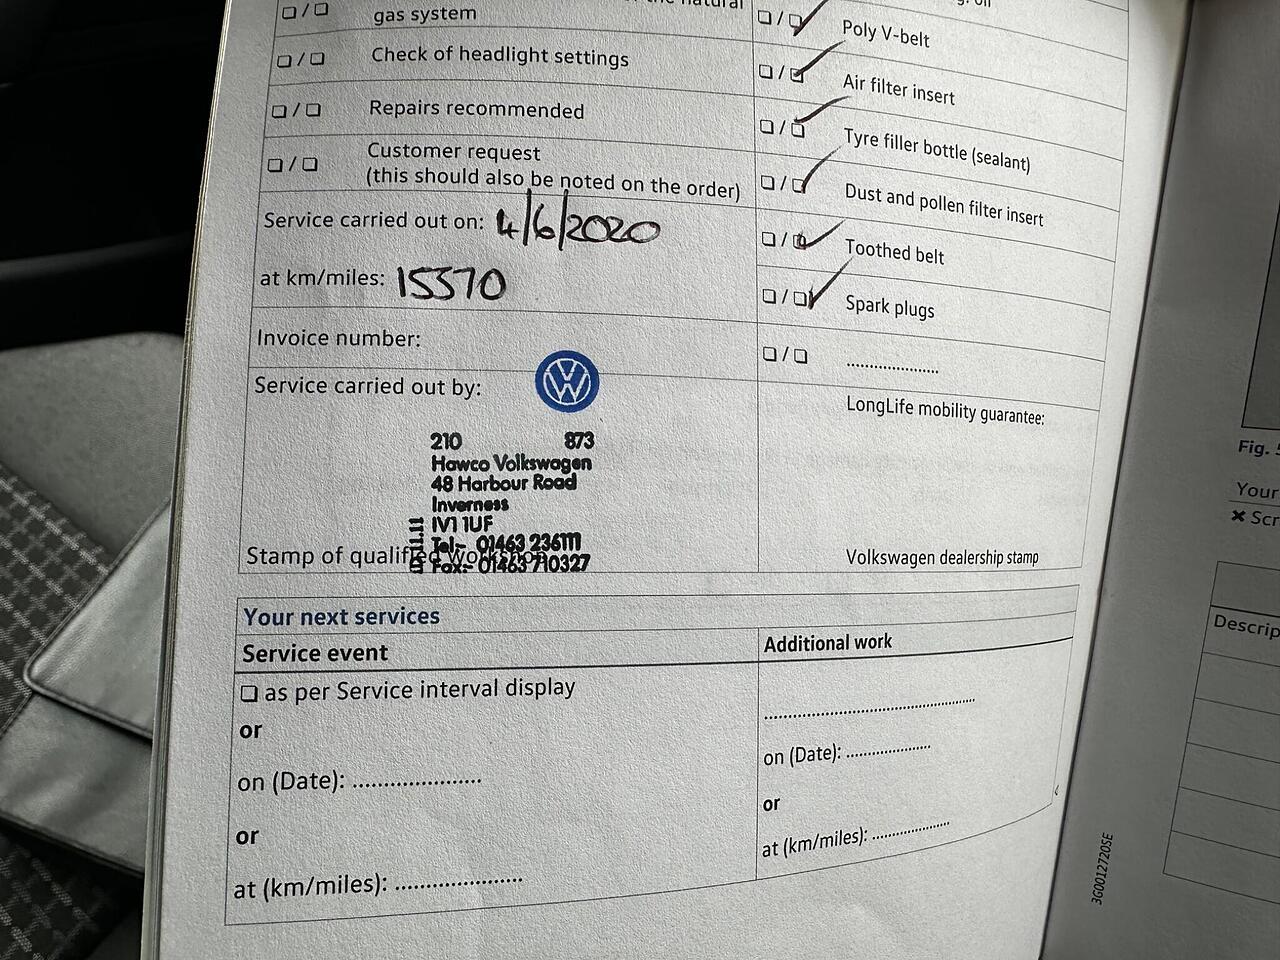 gas system
Check of headlight settings
Repairs recommended
Customer request
(this should also be noted on the order)
Service carried out on: 4/6/2020
at km/miles: 15370
Invoice number:
Service carried out by:
210 873
Hawco Volkswagen
48 Harbour Road
Inverness
IV1 1UF
Tel:- 01463 236111
Fax:- 01463 710327
Stamp of qualified workshop
natural
Poly V-belt
Air filter insert
Tyre filler bottle (sealant)
Dust and pollen filter insert
Toothed belt
Spark plugs
....................
LongLife mobility guarantee:
Volkswagen dealership stamp
Your next services
Service event
❏ as per Service interval display
or
on (Date): ....................
or
at (km/miles): ....................
Additional work
..................................................
on (Date): ....................
or
at (km/miles): ....................
3G0012720SE
Fig.
Your
✖ Scr
Descrip